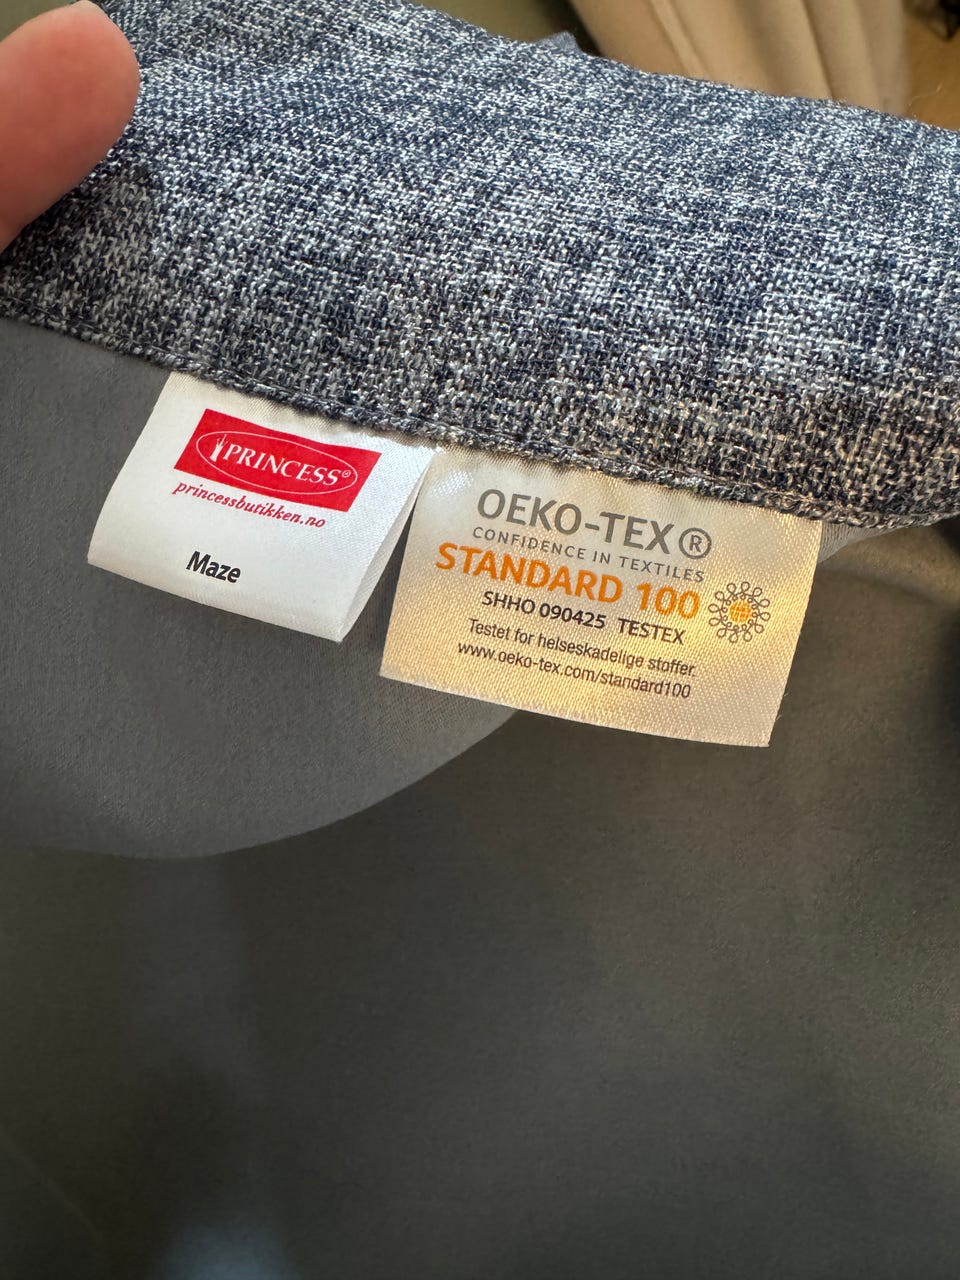 PRINCESS®
princessbutikken.no
Maze
OEKO-TEX®
CONFIDENCE IN TEXTILES
STANDARD 100
SHHO 090425 TESTEX
Testet for helseskadelige stoffer.
www.oeko-tex.com/standard100